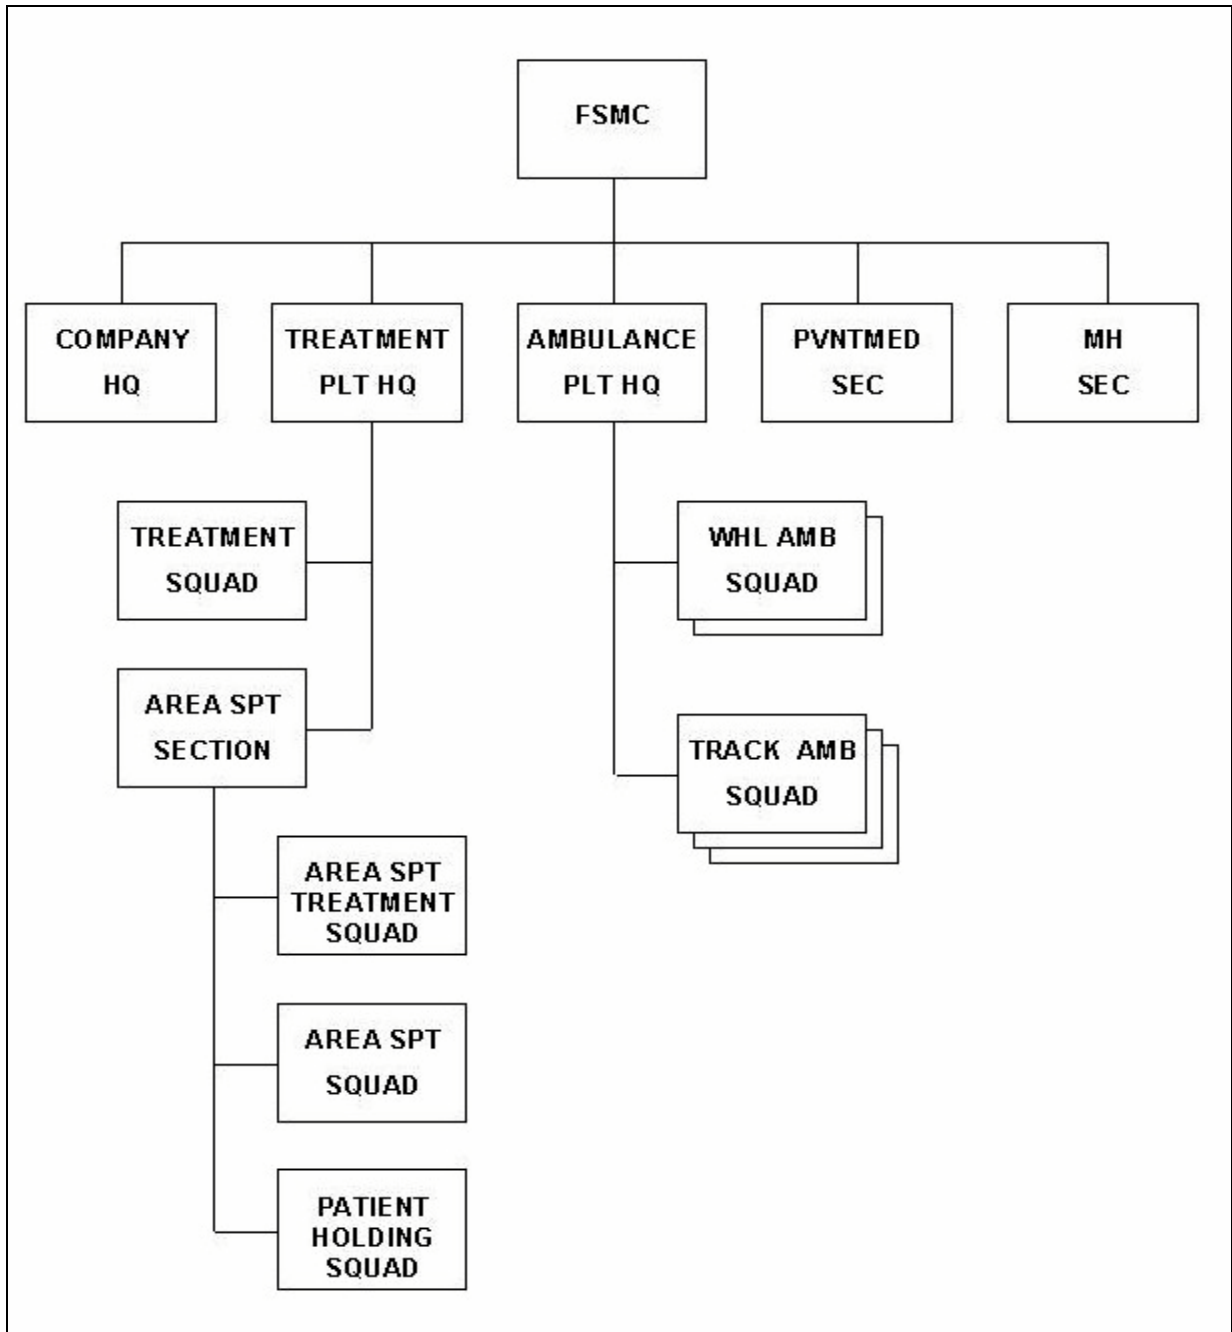 FSMC
COMPANY
HQ
TREATMENT
PLT HQ
AMBULANCE
PLT HQ
PVNTMED
SEC
MH
SEC
TREATMENT
SQUAD
WHL AMB
SQUAD
AREA SPT
SECTION
TRACK AMB
SQUAD
AREA SPT
TREATMENT
SQUAD
AREA SPT
SQUAD
PATIENT
HOLDING
SQUAD